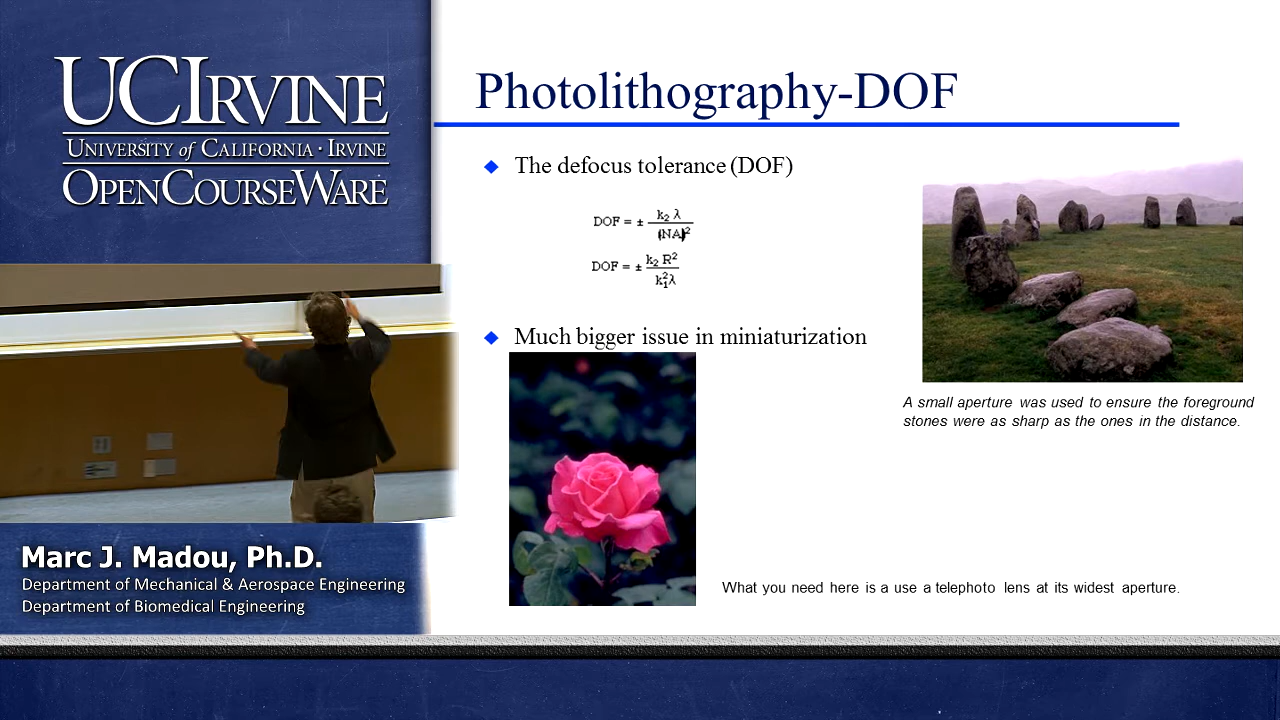 UCIRVINE
UNIVERSITY of CALIFORNIA · IRVINE
OPENCOURSEWARE
Photolithography-DOF
The defocus tolerance (DOF)
DOF = ± k₂ λ / (NA)²
DOF = ± k₂ R² / k₁² λ
Much bigger issue in miniaturization
A small aperture was used to ensure the foreground
stones were as sharp as the ones in the distance.
What you need here is a use a telephoto lens at its widest aperture.
Marc J. Madou, Ph.D.
Department of Mechanical & Aerospace Engineering
Department of Biomedical Engineering